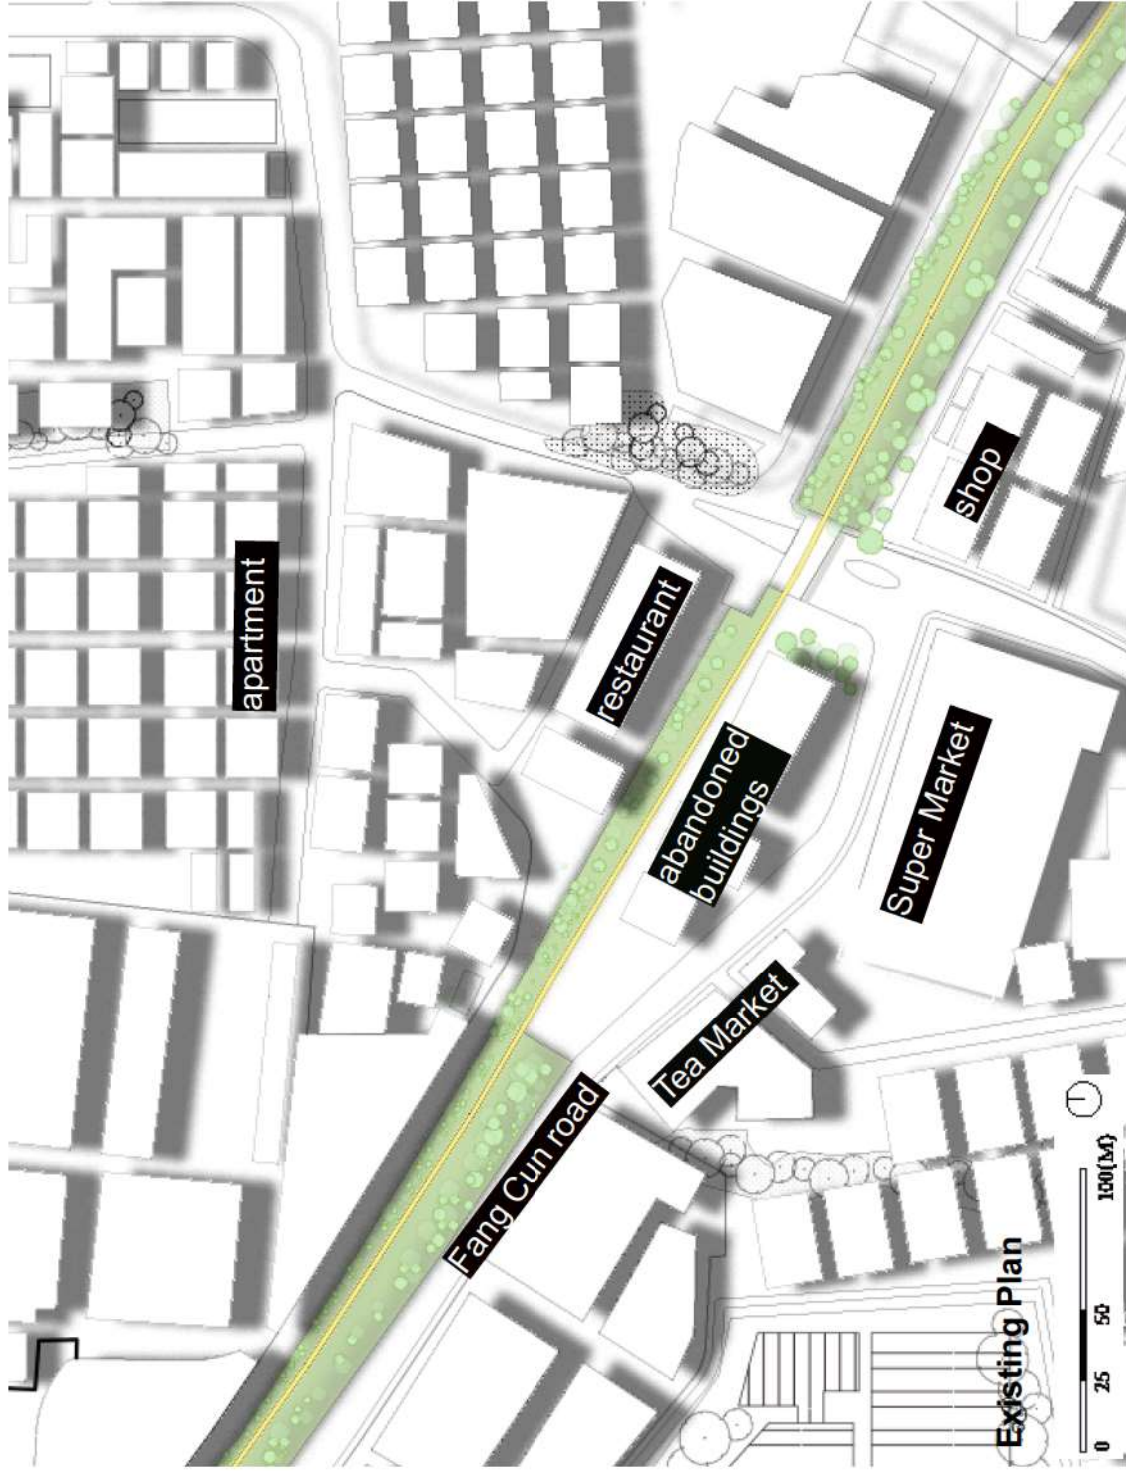 apartment
restaurant
shop
abandoned
buildings
Super Market
Tea Market
Fang Cun road
Existing Plan
0 25 50 100(M)